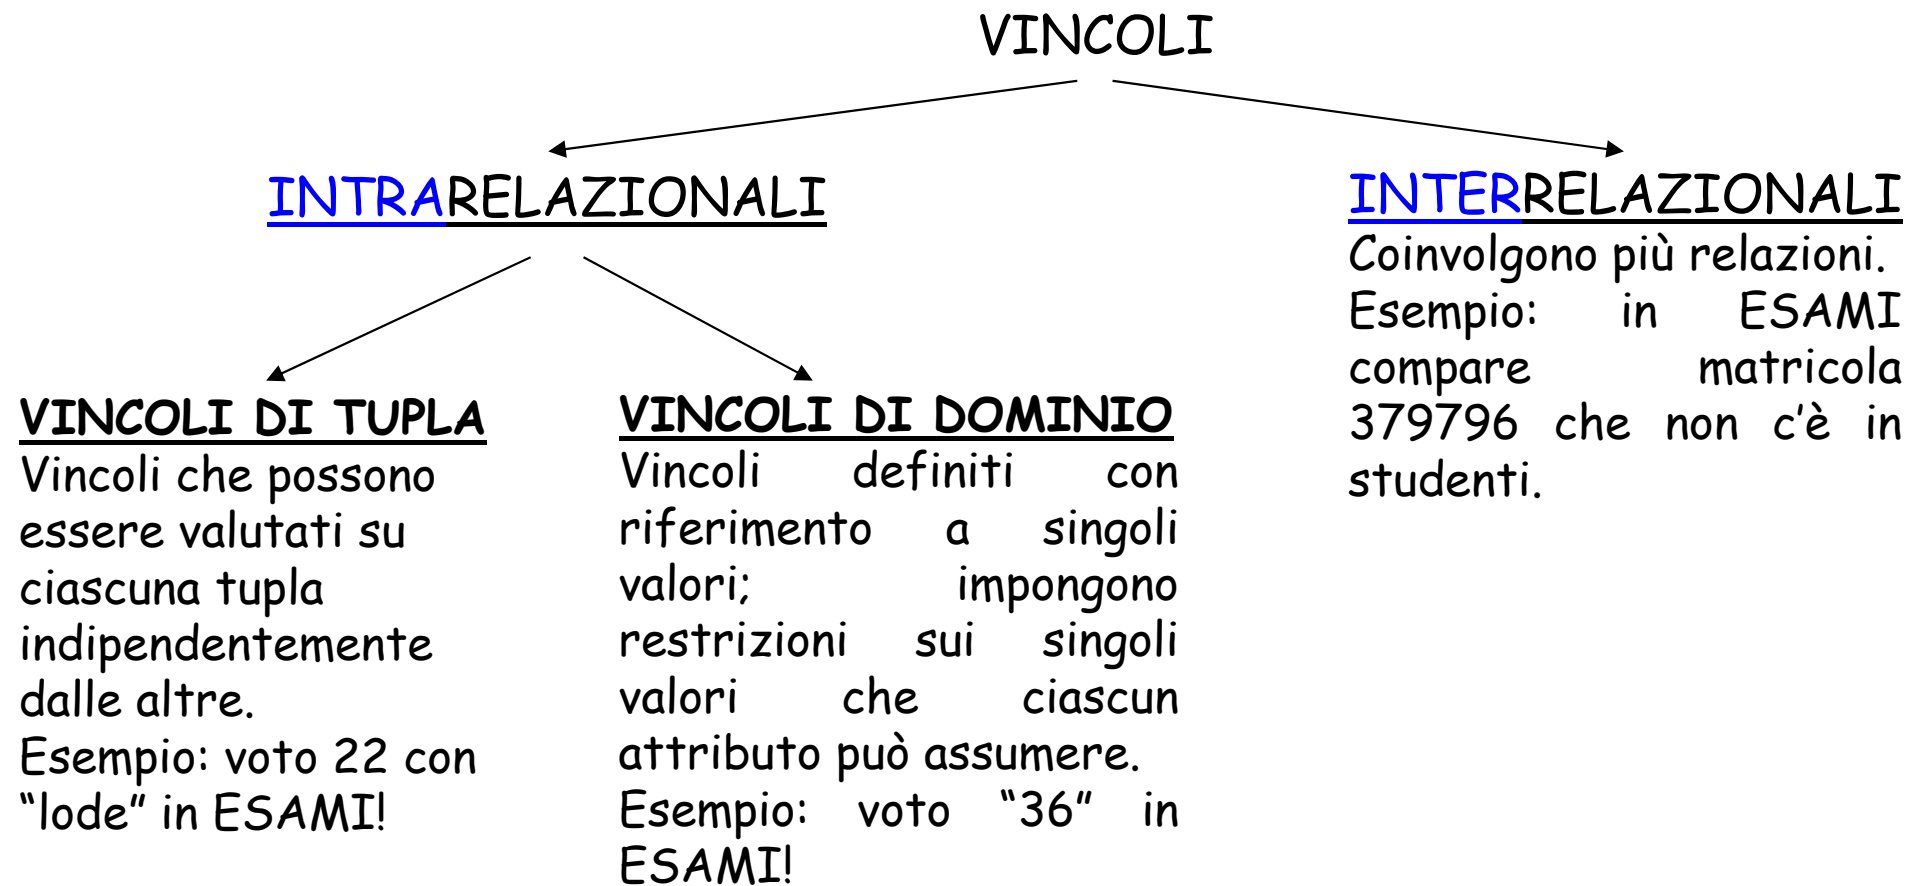 VINCOLI
INTRARELAZIONALI
VINCOLI DI TUPLA
Vincoli che possono
essere valutati su
ciascuna tupla
indipendentemente
dalle altre.
Esempio: voto 22 con
“lode” in ESAMI!
VINCOLI DI DOMINIO
Vincoli definiti con
riferimento a singoli
valori; impongono
restrizioni sui singoli
valori che ciascun
attributo può assumere.
Esempio: voto “36” in
ESAMI!
INTERRELAZIONALI
Coinvolgono più relazioni.
Esempio: in ESAMI
compare matricola
379796 che non c’è in
studenti.